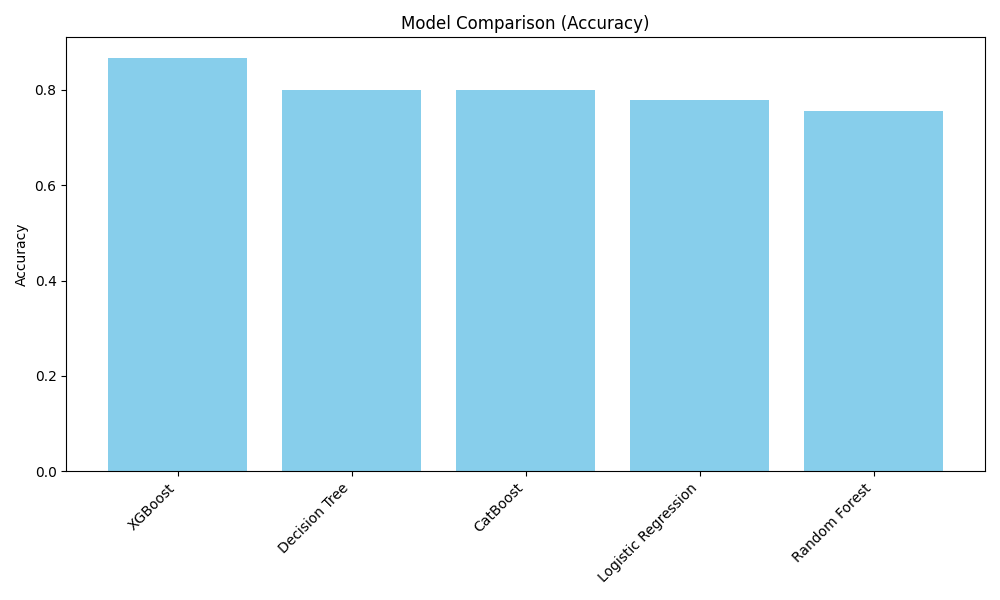 Model Comparison (Accuracy)
Accuracy
0.8
0.6
0.4
0.2
0.0
XGBoost
Decision Tree
CatBoost
Logistic Regression
Random Forest